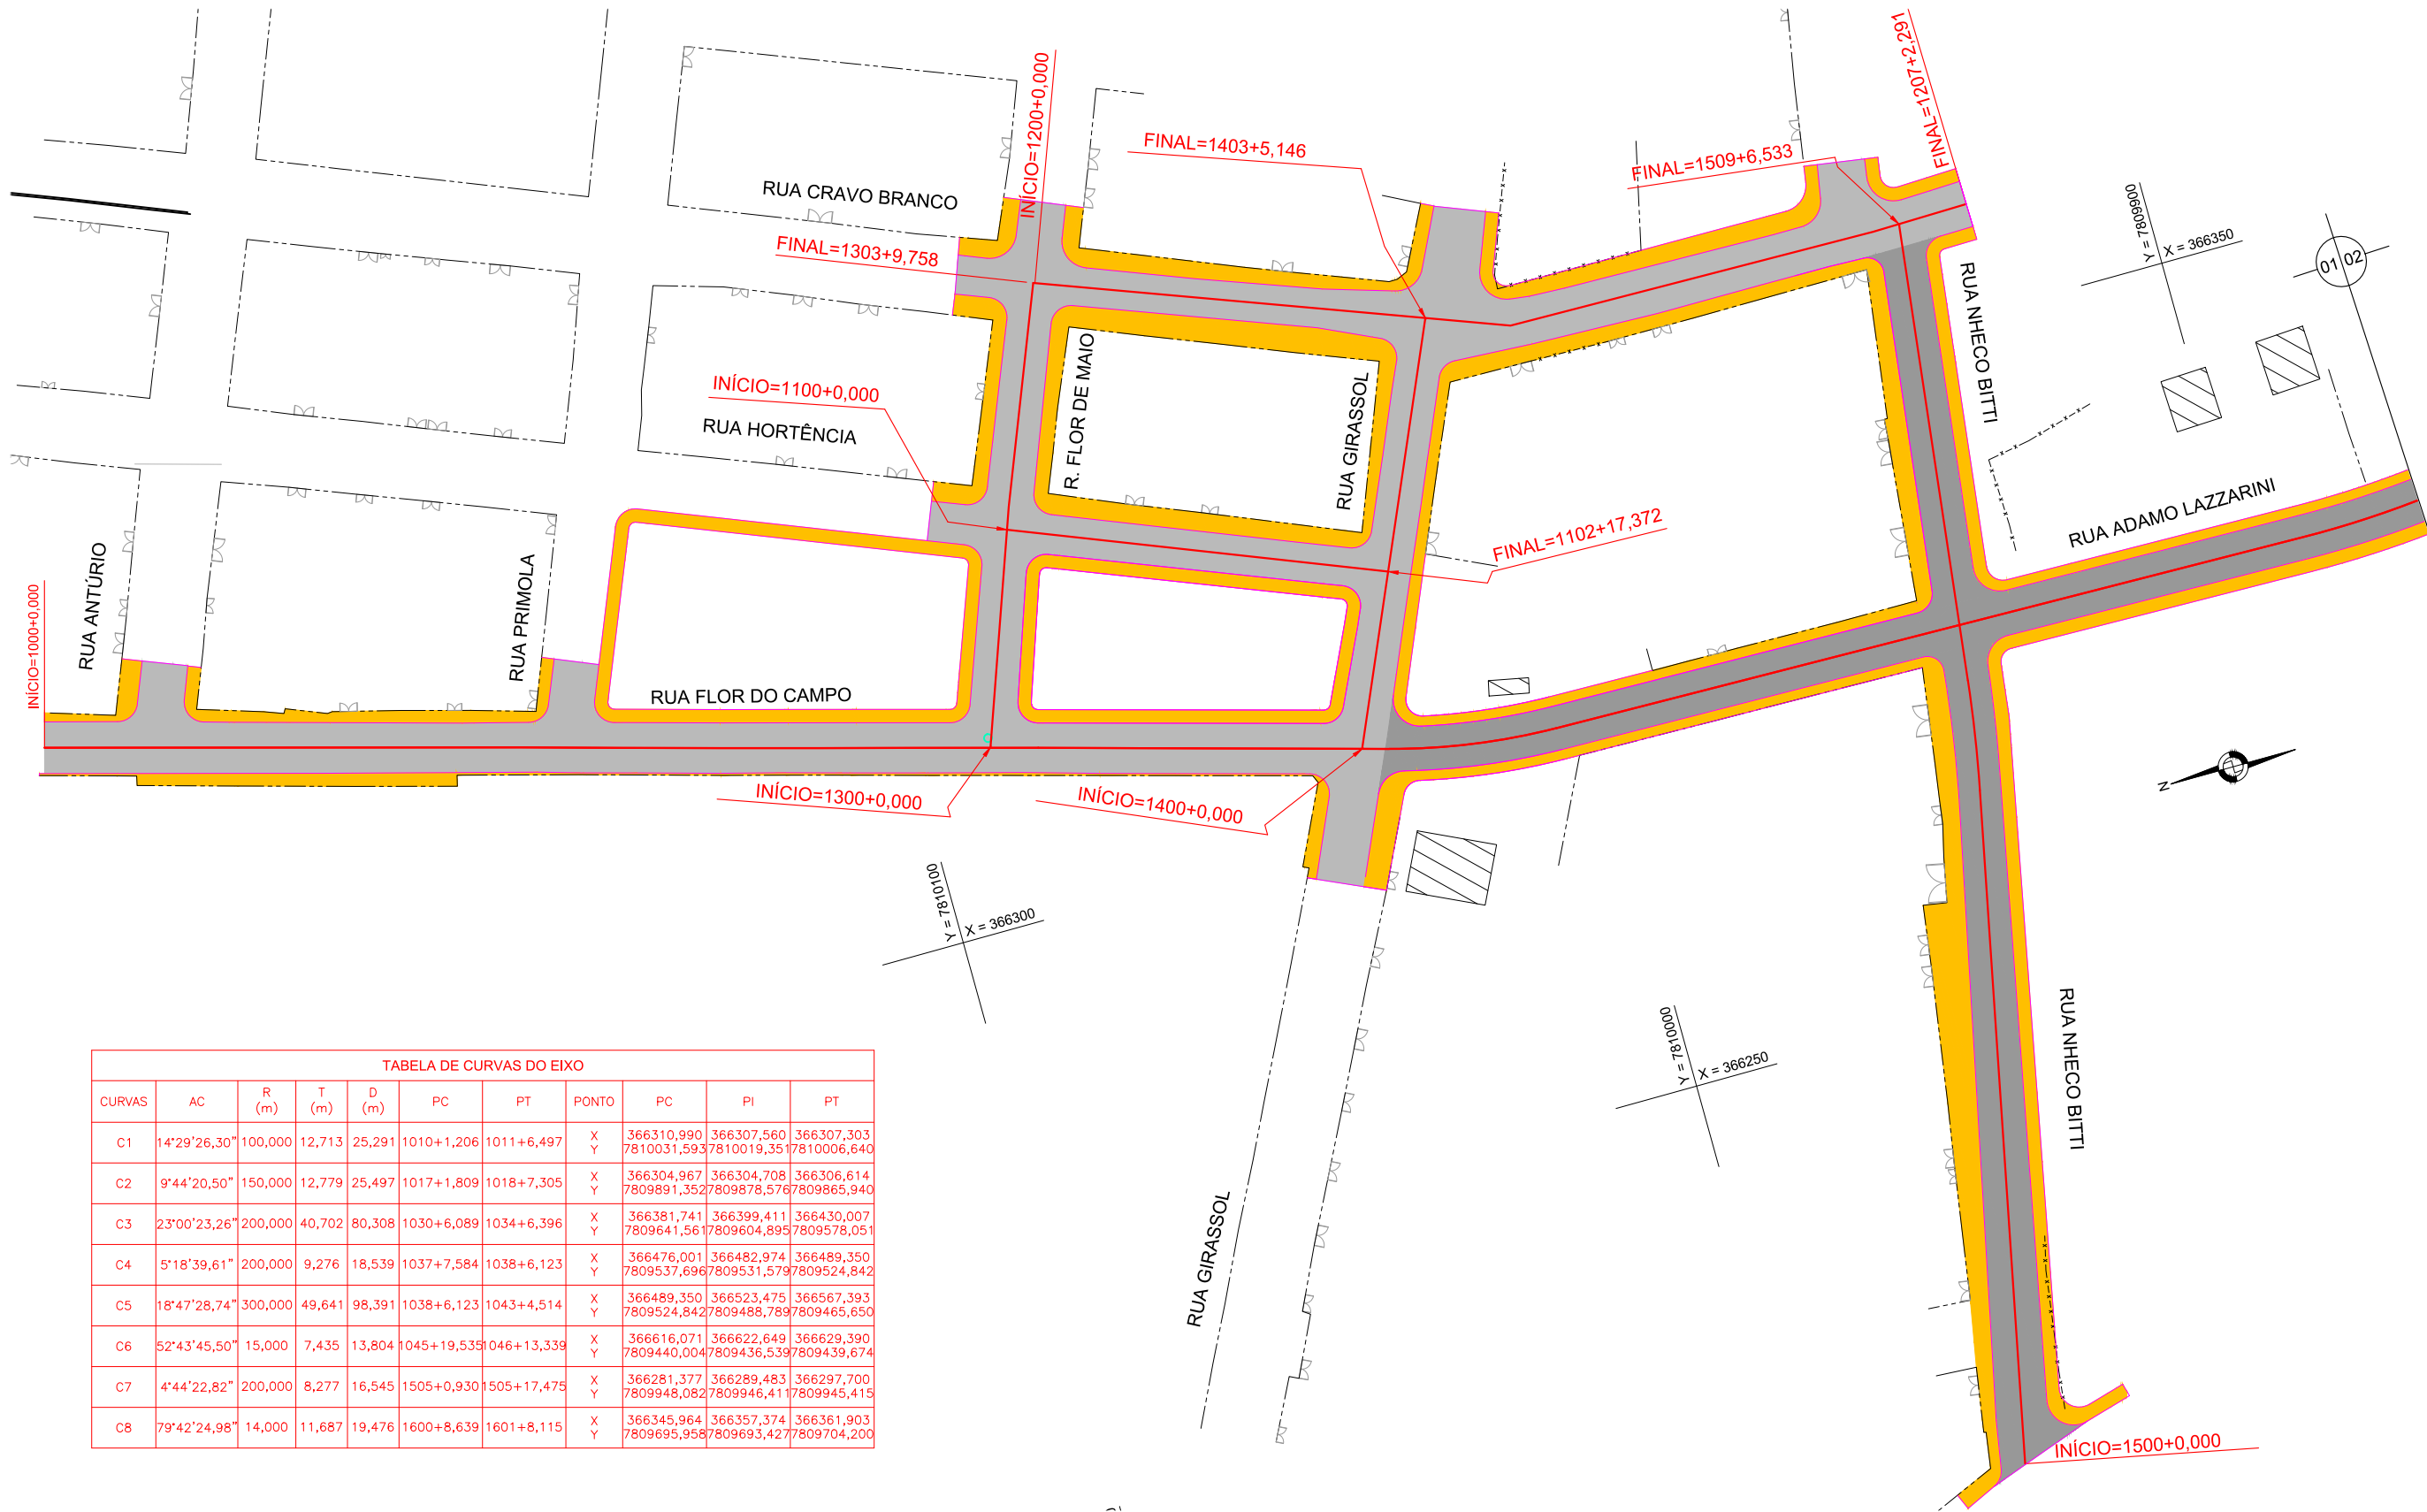 INÍCIO=1200+0,000
FINAL=1207+2,291
FINAL=1403+5,146
FINAL=1509+6,533
RUA CRAVO BRANCO
FINAL=1303+9,758
Y = 7809900
X = 366350
01 02
RUA NHECO BITTI
R. FLOR DE MAIO
RUA GIRASSOL
INÍCIO=1100+0,000
RUA HORTÊNCIA
FINAL=1102+17,372
RUA ADAMO LAZZARINI
RUA ANTÚRIO
RUA PRIMOLA
INÍCIO=1000+0,000
RUA FLOR DO CAMPO
INÍCIO=1300+0,000
INÍCIO=1400+0,000
N
Y = 7810100
X = 366300
Y = 7810000
X = 366250
RUA NHECO BITTI
RUA GIRASSOL
INÍCIO=1500+0,000
TABELA DE CURVAS DO EIXO
CURVAS AC R (m) T (m) D (m) PC PT PONTO PC PI PT
C1 14°29'26,30" 100,000 12,713 25,291 1010+1,206 1011+6,497 X 366310,990 366307,560 366307,303
Y 7810031,593 7810019,351 7810006,640
C2 9°44'20,50" 150,000 12,779 25,497 1017+1,809 1018+7,305 X 366304,967 366304,708 366306,614
Y 7809891,352 7809878,576 7809865,940
C3 23°00'23,26" 200,000 40,702 80,308 1030+6,089 1034+6,396 X 366381,741 366399,411 366430,007
Y 7809641,561 7809604,895 7809578,051
C4 5°18'39,61" 200,000 9,276 18,539 1037+7,584 1038+6,123 X 366476,001 366482,974 366489,350
Y 7809537,696 7809531,579 7809524,842
C5 18°47'28,74" 300,000 49,641 98,391 1038+6,123 1043+4,514 X 366489,350 366523,475 366567,393
Y 7809524,842 7809488,789 7809465,650
C6 52°43'45,50" 15,000 7,435 13,804 1045+19,535 1046+13,339 X 366616,071 366622,649 366629,390
Y 7809440,004 7809436,539 7809439,674
C7 4°44'22,82" 200,000 8,277 16,545 1505+0,930 1505+17,475 X 366281,377 366289,483 366297,700
Y 7809948,082 7809946,411 7809945,415
C8 79°42'24,98" 14,000 11,687 19,476 1600+8,639 1601+8,115 X 366345,964 366357,374 366361,903
Y 7809695,958 7809693,427 7809704,200